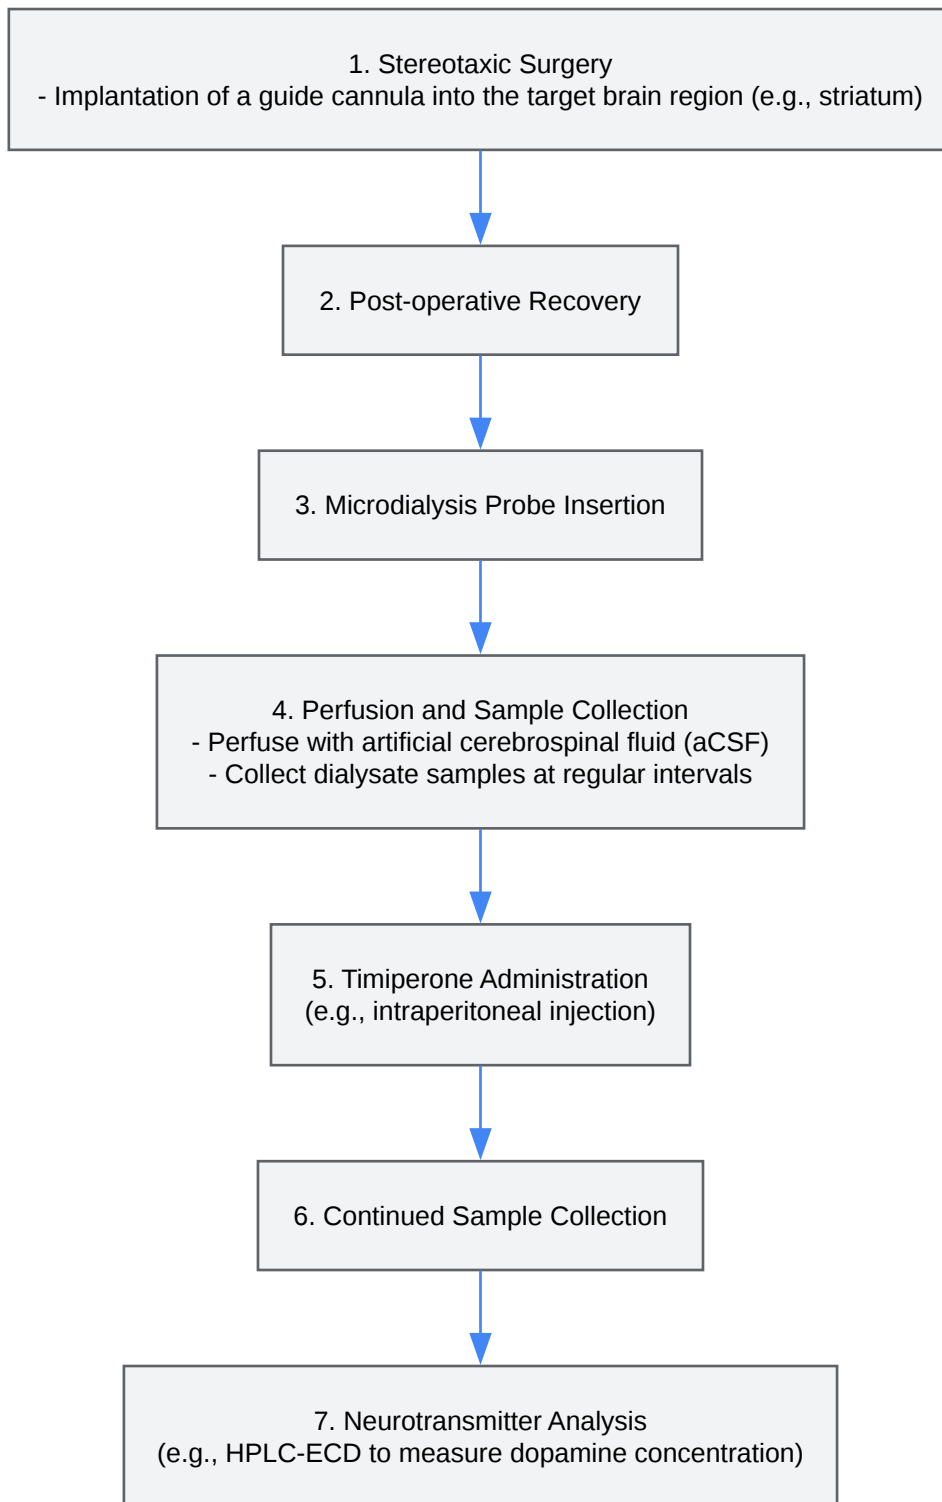 1. Stereotaxic Surgery
- Implantation of a guide cannula into the target brain region (e.g., striatum)
2. Post-operative Recovery
3. Microdialysis Probe Insertion
4. Perfusion and Sample Collection
- Perfuse with artificial cerebrospinal fluid (aCSF)
- Collect dialysate samples at regular intervals
5. Timiperone Administration
(e.g., intraperitoneal injection)
6. Continued Sample Collection
7. Neurotransmitter Analysis
(e.g., HPLC-ECD to measure dopamine concentration)